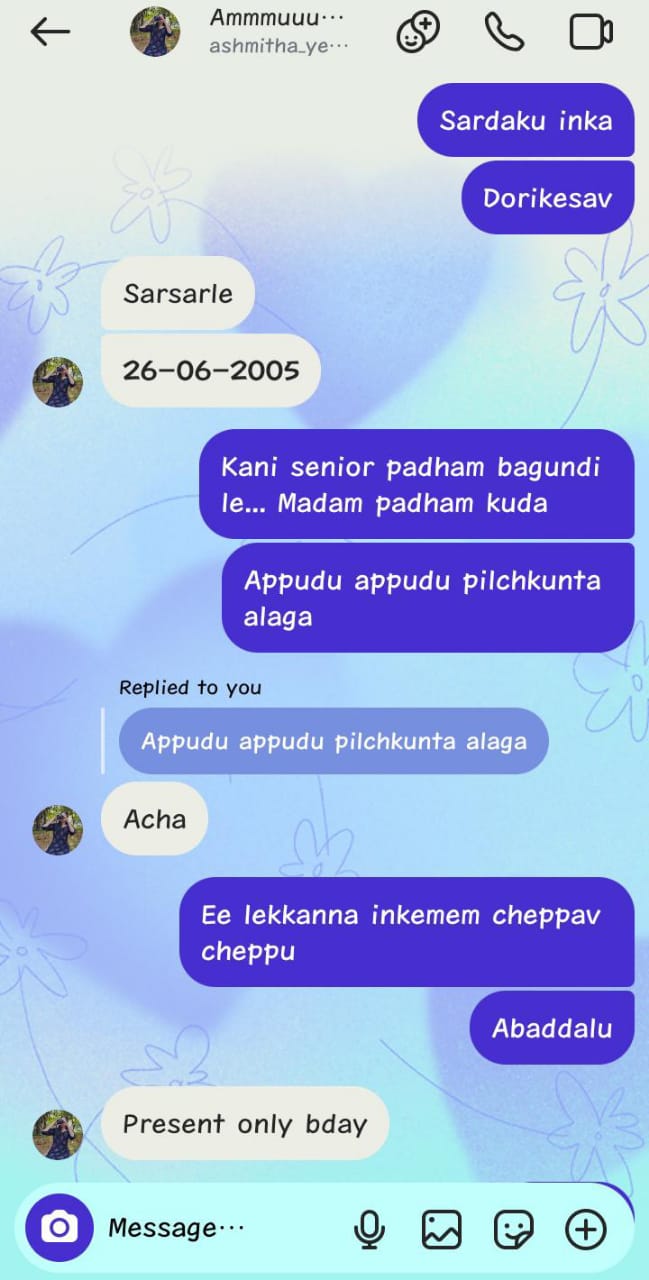 Ammmuuu...
ashmitha_ye...
Sardaku inka
Dorikesav
Sarsarle
26-06-2005
Kani senior padham bagundi
le... Madam padham kuda
Appudu appudu pilchkunta
alaga
Replied to you
Appudu appudu pilchkunta alaga
Acha
Ee lekkanna inkemem cheppav
cheppu
Abaddalu
Present only bday
Message...